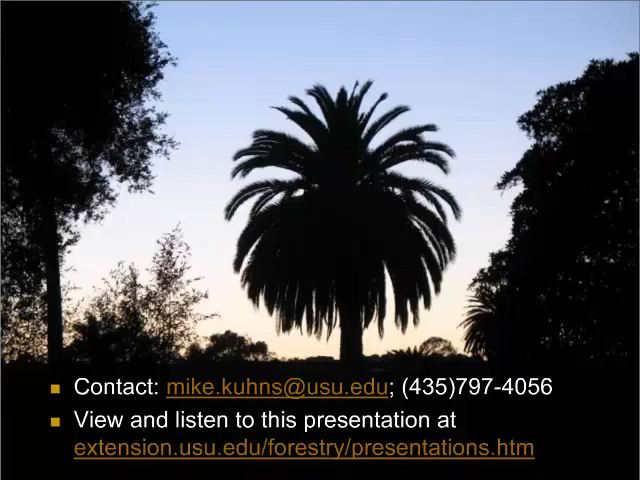 Contact: mike.kuhns@usu.edu; (435)797-4056
View and listen to this presentation at
extension.usu.edu/forestry/presentations.htm